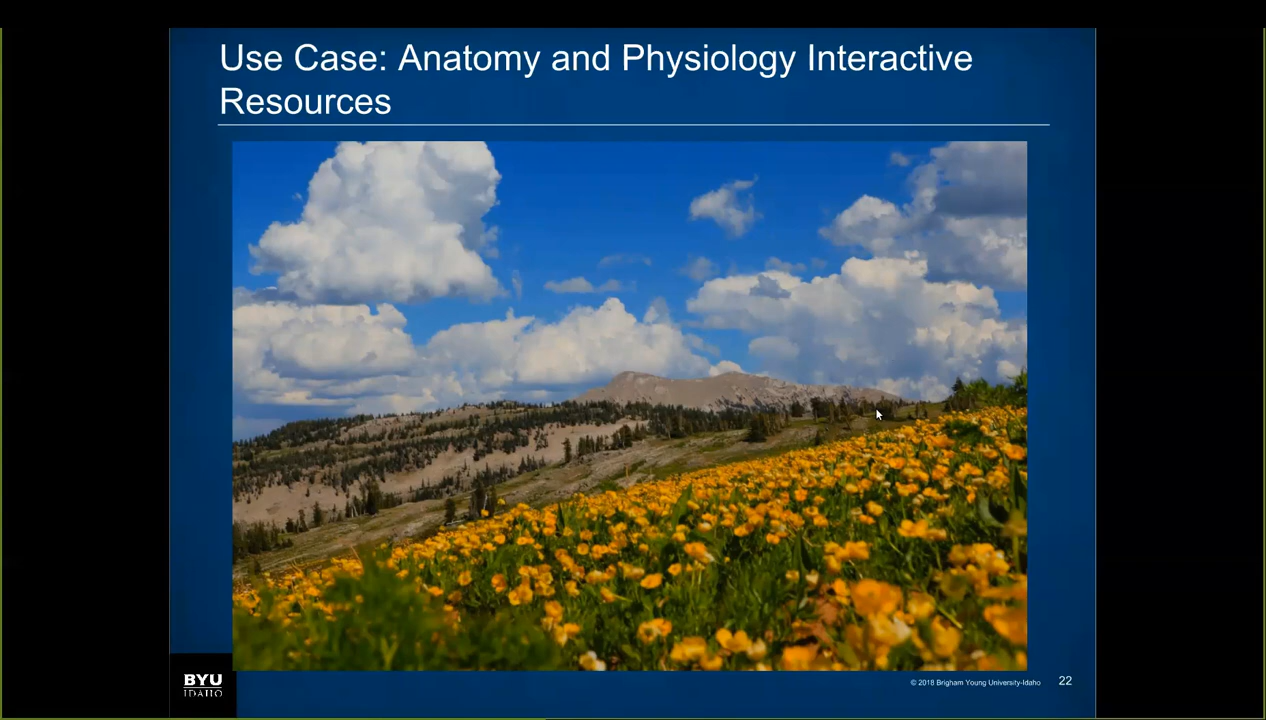 Use Case: Anatomy and Physiology Interactive
Resources
BYU
IDAHO
© 2018 Brigham Young University-Idaho
22